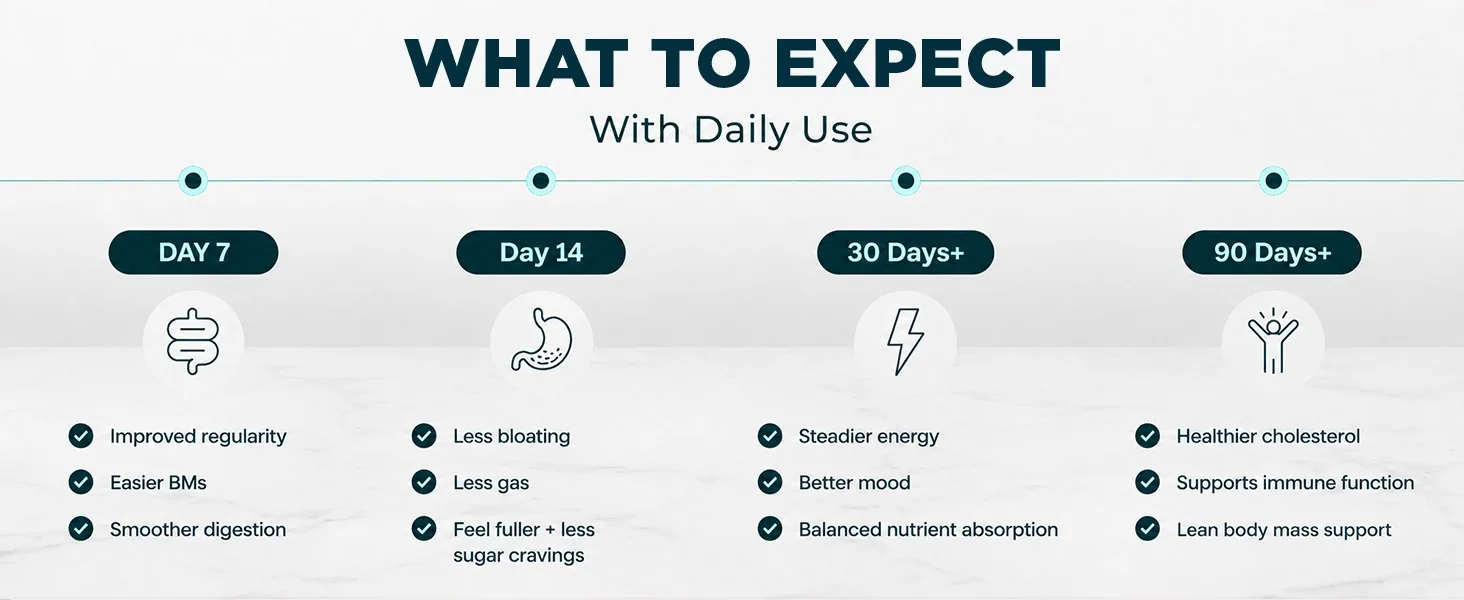 WHAT TO EXPECT
With Daily Use
DAY 7
Improved regularity
Easier BMs
Smoother digestion
Day 14
Less bloating
Less gas
Feel fuller + less
sugar cravings
30 Days+
Steadier energy
Better mood
Balanced nutrient absorption
90 Days+
Healthier cholesterol
Supports immune function
Lean body mass support